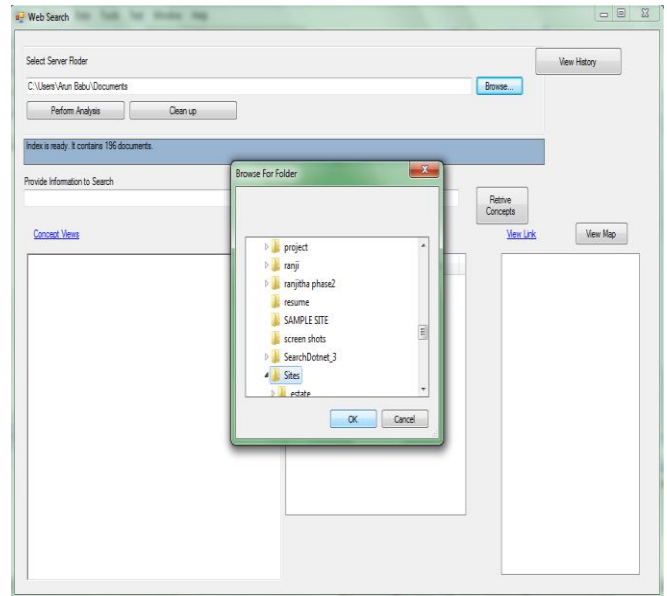 Web Search
Select Server Floder
View History
C:\Users\Arun Babu\Documents
Browse...
Perform Analysis
Clean up
Index is ready. It contains 196 documents.
Browse For Folder
Provide Information to Search
Retrive
Concepts
Concept Views
View Link
View Map
project
ranji
ranjitha phase2
resume
SAMPLE SITE
screen shots
SearchDotnet_3
Sites
estate
OK
Cancel